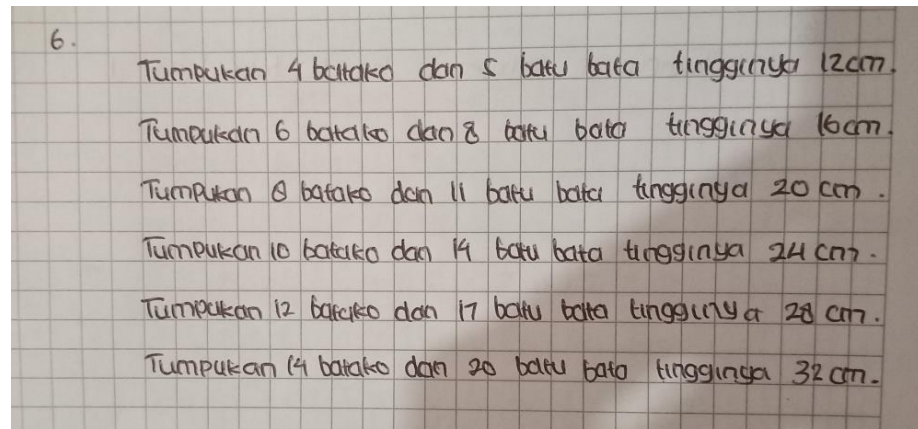 6.
Tumpukan 4 batako dan 5 batu bata tingginya 12cm.
Tumpukan 6 batako dan 8 batu bata tingginya 16cm.
Tumpukan 8 batako dan 11 batu bata tingginya 20 cm.
Tumpukan 10 batako dan 14 batu bata tingginya 24 cm.
Tumpukan 12 batako dan 17 batu bata tingginya 28 cm.
Tumpukan 14 batako dan 20 batu bata tingginya 32 cm.